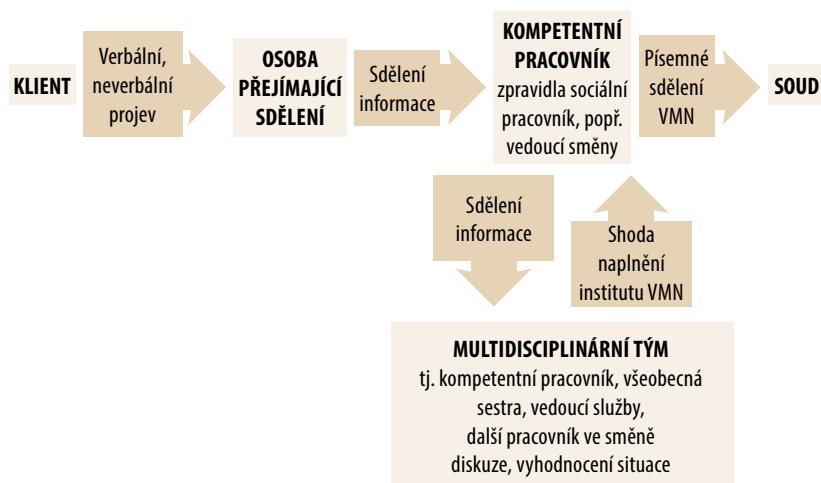 KLIENT
Verbální,
neverbální
projev
OSOBA
PŘEJÍMAJÍCÍ
SDĚLENÍ
Sdělení
informace
KOMPETENTNÍ
PRACOVNÍK
zpravidla sociální
pracovník, popř.
vedoucí směny
Písemné
sdělení
VMN
SOUD
Sdělení
informace
Shoda
naplnění
institutu VMN
MULTIDISCIPLINÁRNÍ TÝM
tj. kompetentní pracovník, všeobecná
sestra, vedoucí služby,
další pracovník ve směně
diskuze, vyhodnocení situace